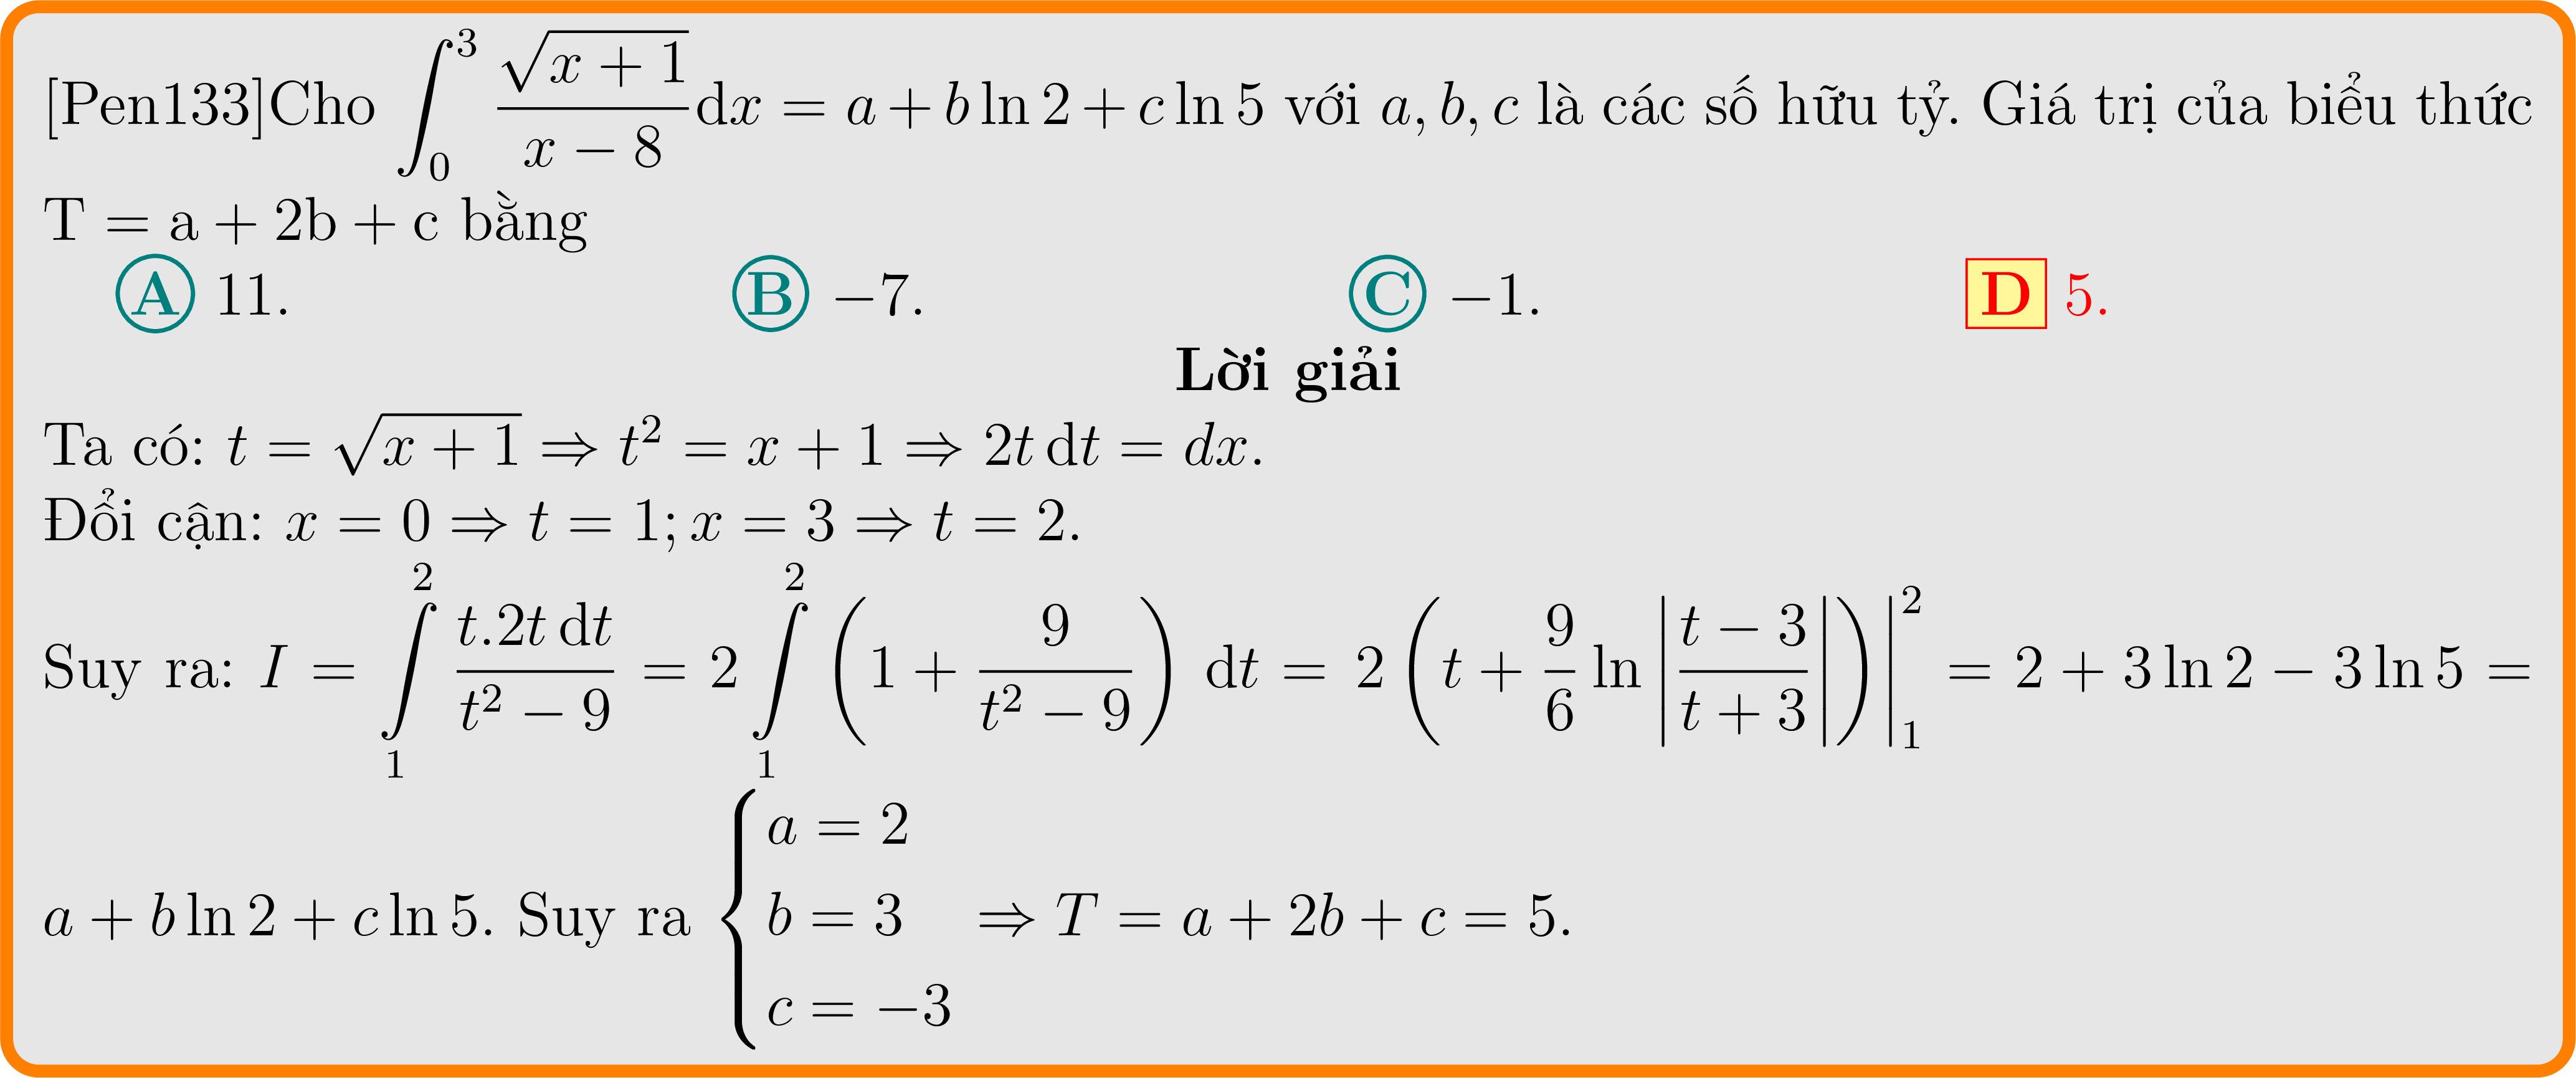 [Pen133]Cho $\int_0^3 \frac{\sqrt{x+1}}{x-8}\mathrm{d}x = a + b\ln 2 + c\ln 5$ với $a, b, c$ là các số hữu tỷ. Giá trị của biểu thức
T = a + 2b + c bằng
A 11. B −7. C −1. D 5.
Lời giải
Ta có: $t = \sqrt{x+1} \Rightarrow t^2 = x + 1 \Rightarrow 2t\,\mathrm{d}t = dx.$
Đổi cận: $x = 0 \Rightarrow t = 1; x = 3 \Rightarrow t = 2.$
Suy ra: $I = \int\limits_1^2 \frac{t.2t\,\mathrm{d}t}{t^2-9} = 2\int\limits_1^2 \left(1 + \frac{9}{t^2-9}\right)\mathrm{d}t = 2\left(t + \frac{9}{6}\ln\left|\frac{t-3}{t+3}\right|\right)\Big|_1^2 = 2 + 3\ln 2 - 3\ln 5 =$
$a + b\ln 2 + c\ln 5.$ Suy ra $\begin{cases} a = 2 \\ b = 3 \\ c = -3 \end{cases} \Rightarrow T = a + 2b + c = 5.$